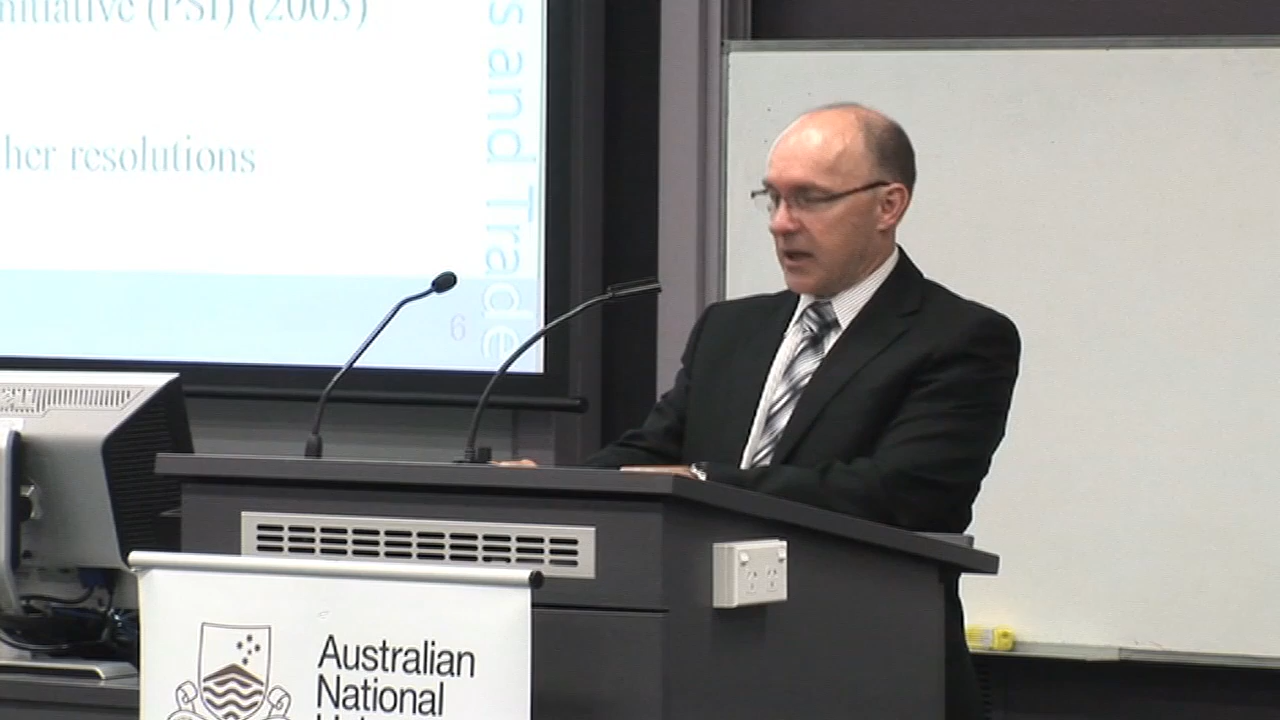 nitiative (PSI) (2003)
her resolutions
s and Trade
6
Australian
National